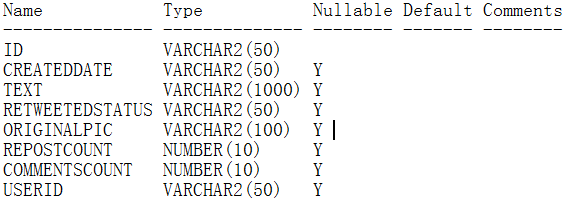 Name            Type           Nullable Default Comments
--------------- -------------- -------- ------- --------
ID              VARCHAR2(50)
CREATEDDATE     VARCHAR2(50)   Y
TEXT            VARCHAR2(1000) Y
RETWEETEDSTATUS VARCHAR2(50)   Y
ORIGINALPIC     VARCHAR2(100)  Y
REPOSTCOUNT     NUMBER(10)     Y
COMMENTSCOUNT   NUMBER(10)     Y
USERID          VARCHAR2(50)   Y